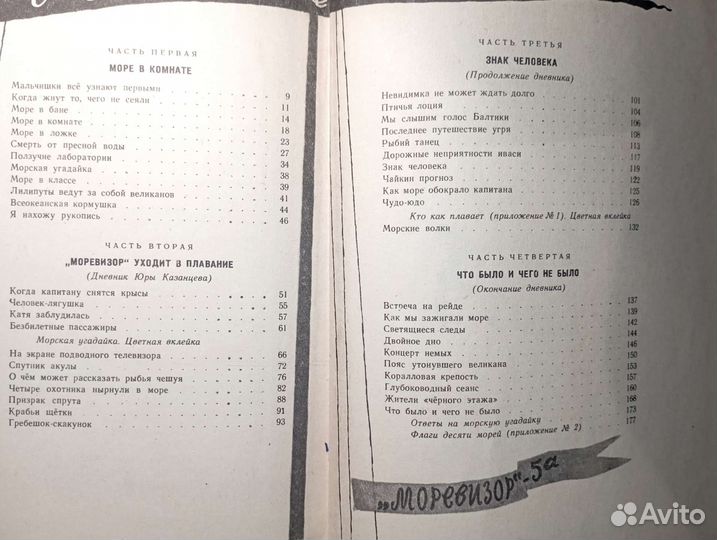 ЧАСТЬ ПЕРВАЯ
МОРЕ В КОМНАТЕ
Мальчишки всё узнают первыми . . . 9
Когда жнут то, чего не сеяли . . . 11
Море в бане . . . 14
Море в комнате . . . 18
Море в ложке . . . 23
Смерть от пресной воды . . . 27
Ползучие лаборатории . . . 34
Морская угадайка . . . 38
Море в классе . . . 39
Лилипуты ведут за собой великанов . . . 41
Всеокеанская кормушка . . . 44
Я нахожу рукопись . . . 46
ЧАСТЬ ВТОРАЯ
„МОРЕВИЗОР“ УХОДИТ В ПЛАВАНИЕ
(Дневник Юры Казанцева)
Когда капитану снятся крысы . . . 51
Человек-лягушка . . . 55
Катя заблудилась . . . 57
Безбилетные пассажиры . . . 61
Морская угадайка. Цветная вклейка
На экране подводного телевизора . . . 66
Спутник акулы . . . 72
О чём может рассказать рыбья чешуя . . . 76
Четыре охотника нырнули в море . . . 82
Призрак спрута . . . 88
Крабьи щётки . . . 91
Гребешок-скакунок . . . 93
ЧАСТЬ ТРЕТЬЯ
ЗНАК ЧЕЛОВЕКА
(Продолжение дневника)
Невидимка не может ждать долго . . . 101
Птичья лоция . . . 104
Мы слышим голос Балтики . . . 106
Последнее путешествие угря . . . 108
Рыбий танец . . . 113
Дорожные неприятности иваси . . . 117
Знак человека . . . 119
Чайкин прогноз . . . 122
Как море обокрало капитана . . . 125
Чудо-юдо . . . 126
Кто как плавает (приложение № 1). Цветная вклейка
Морские волки . . . 132
ЧАСТЬ ЧЕТВЕРТАЯ
ЧТО БЫЛО И ЧЕГО НЕ БЫЛО
(Окончание дневника)
Встреча на рейде . . . 137
Как мы зажигали море . . . 139
Светящиеся следы . . . 142
Двойное дно . . . 144
Концерт немых . . . 146
Пояс утонувшего великана . . . 150
Коралловая крепость . . . 153
Глубоководный сеанс . . . 157
Жители «чёрного этажа» . . . 160
Что было и чего не было . . . 168
Ответы на морскую угадайку . . . 173
Флаги десяти морей (приложение № 2) . . . 177
„МОРЕВИЗОР“-5а
Avito